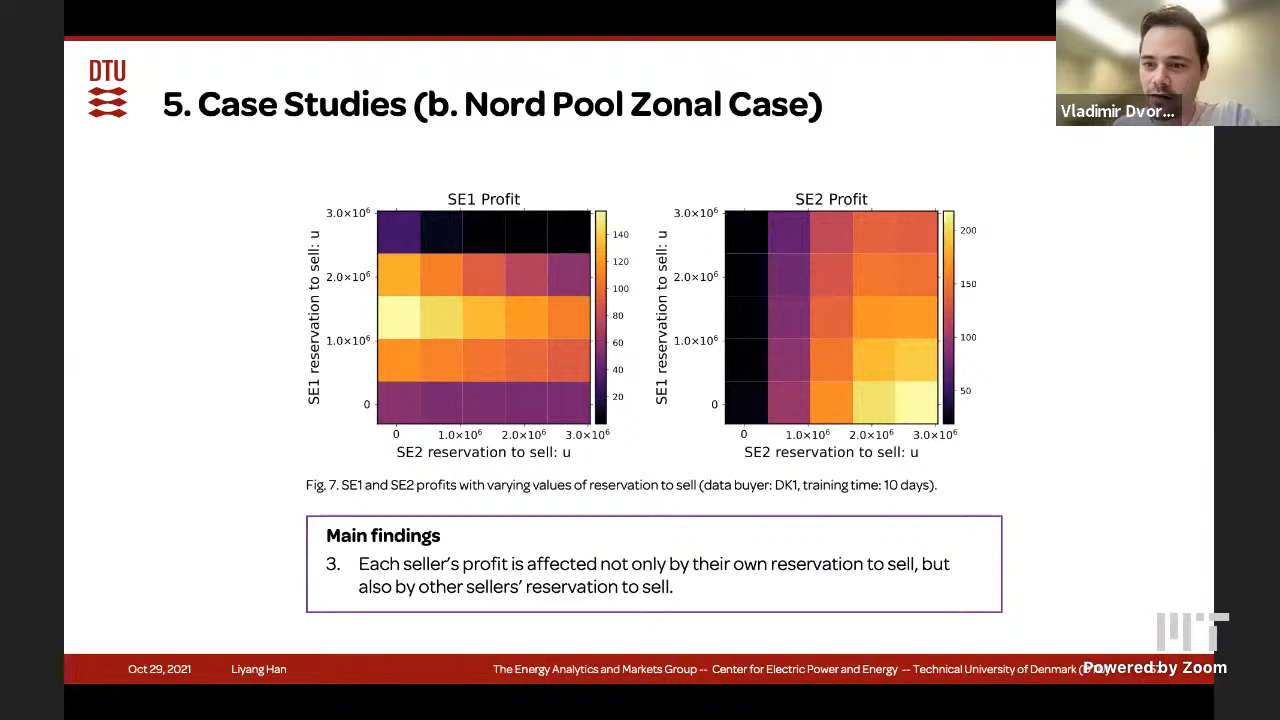 DTU
5. Case Studies (b. Nord Pool Zonal Case)
Vladimir Dvor...
SE1 Profit
SE1 reservation to sell: u
3.0×10⁶
2.0×10⁶
1.0×10⁶
0
0 1.0×10⁶ 2.0×10⁶ 3.0×10⁶
SE2 reservation to sell: u
140
120
100
80
60
40
20
SE2 Profit
SE1 reservation to sell: u
3.0×10⁶
2.0×10⁶
1.0×10⁶
0
0 1.0×10⁶ 2.0×10⁶ 3.0×10⁶
SE2 reservation to sell: u
200
150
100
50
Fig. 7. SE1 and SE2 profits with varying values of reservation to sell (data buyer: DK1, training time: 10 days).
Main findings
3. Each seller's profit is affected not only by their own reservation to sell, but
also by other sellers' reservation to sell.
MIT
Oct 29, 2021 Liyang Han The Energy Analytics and Markets Group -- Center for Electric Power and Energy -- Technical University of Denmark
Powered by Zoom